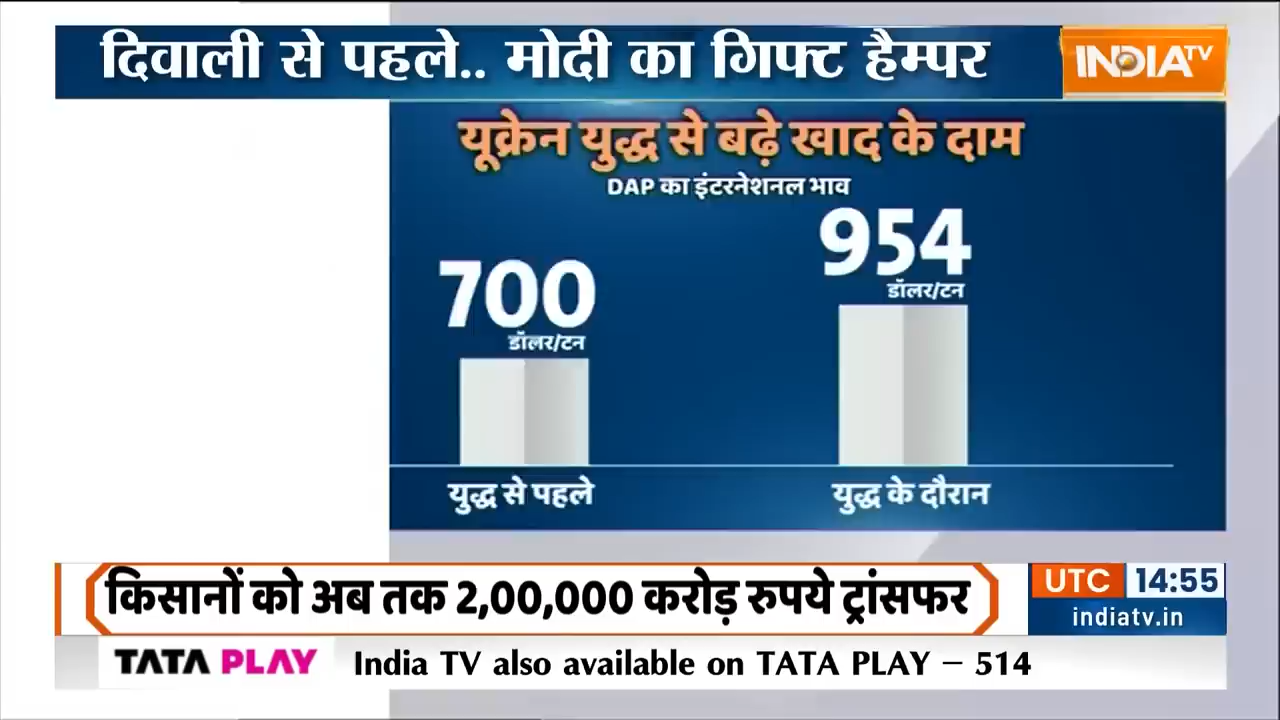 दिवाली से पहले.. मोदी का गिफ्ट हैम्पर
INDIA TV
यूक्रेन युद्ध से बढ़े खाद के दाम
DAP का इंटरनेशनल भाव
700
डॉलर/टन
954
डॉलर/टन
युद्ध से पहले
युद्ध के दौरान
किसानों को अब तक 2,00,000 करोड़ रुपये ट्रांसफर
UTC 14:55
indiatv.in
TATA PLAY India TV also available on TATA PLAY – 514